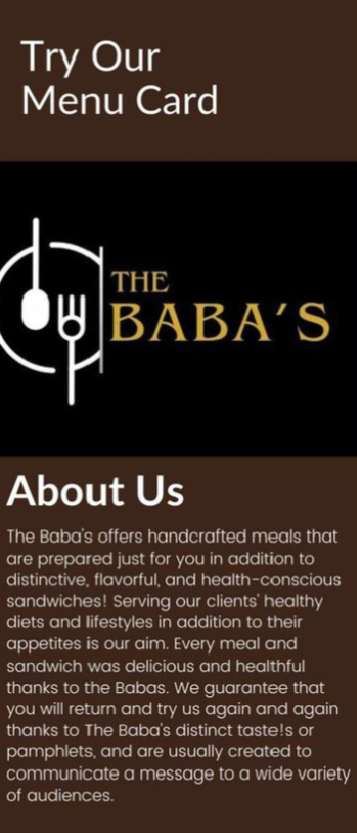 Try Our
Menu Card
THE
BABA'S
About Us
The Baba's offers handcrafted meals that
are prepared just for you in addition to
distinctive, flavorful, and health-conscious
sandwiches! Serving our clients' healthy
diets and lifestyles in addition to their
appetites is our aim. Every meal and
sandwich was delicious and healthful
thanks to the Babas. We guarantee that
you will return and try us again and again
thanks to The Baba's distinct taste!s or
pamphlets, and are usually created to
communicate a message to a wide variety
of audiences..